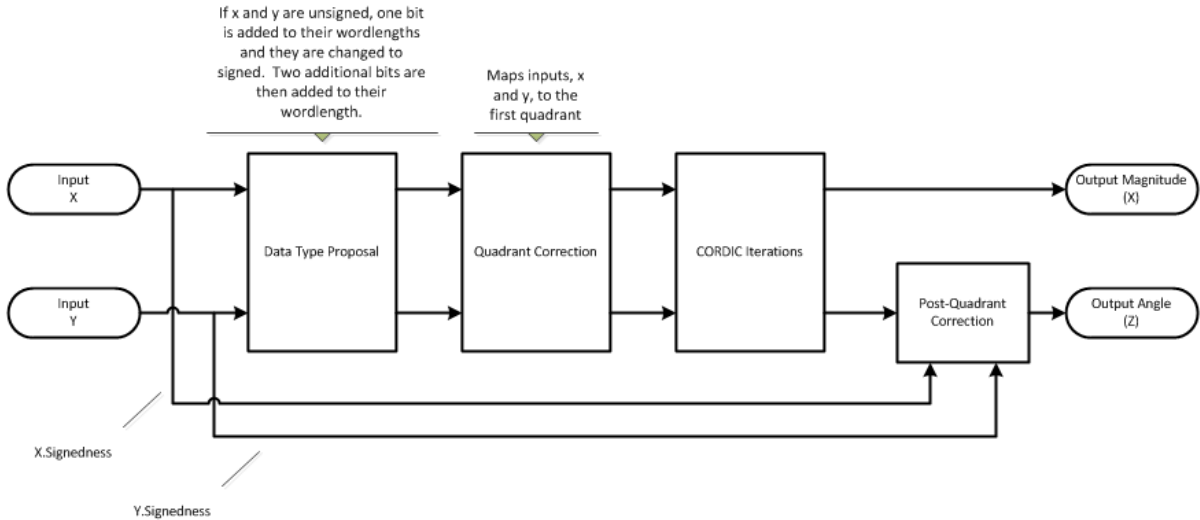 If x and y are unsigned, one bit
is added to their wordlengths
and they are changed to
signed.  Two additional bits are
then added to their
wordlength.
Maps inputs, x
and y, to the
first quadrant
Input
X
Data Type Proposal
Quadrant Correction
CORDIC Iterations
Output Magnitude
(X)
Input
Y
Post-Quadrant
Correction
Output Angle
(Z)
X.Signedness
Y.Signedness